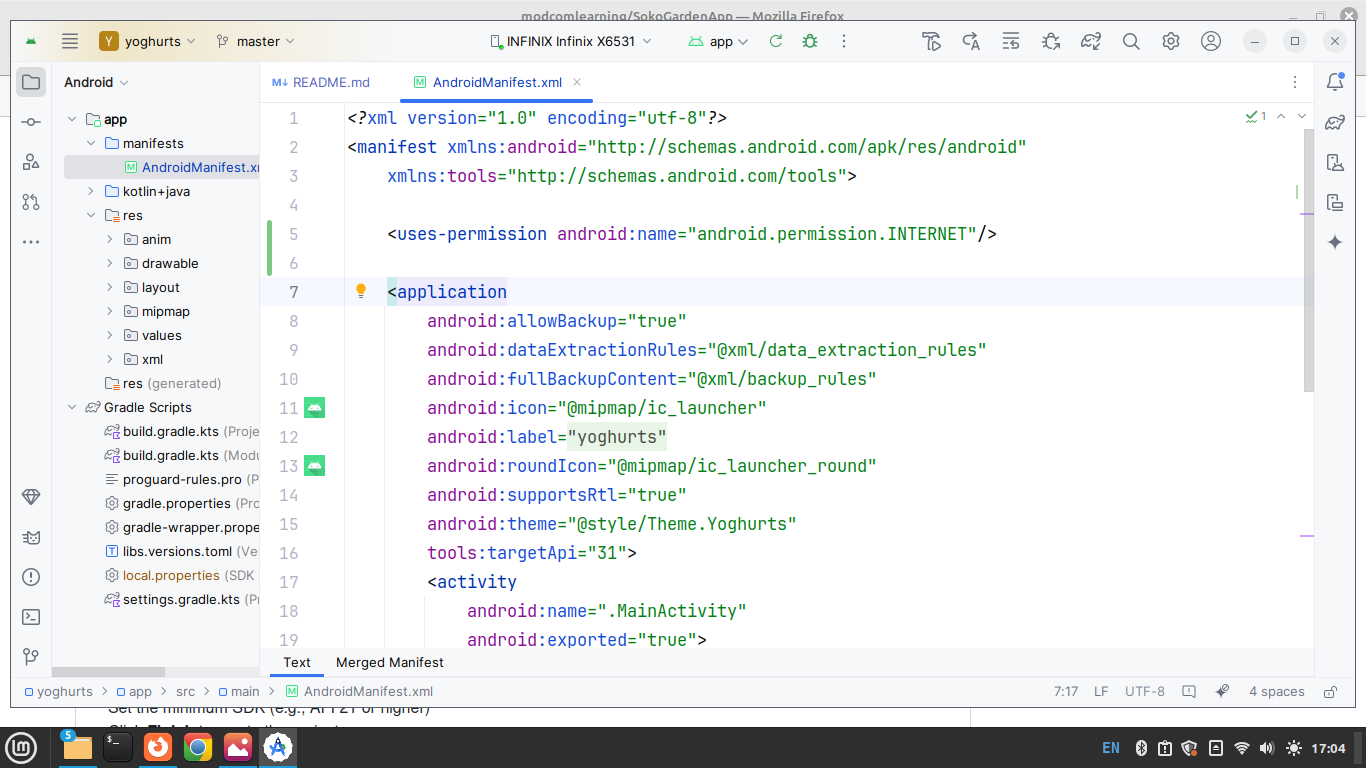 modcomlearning/SokoGardenApp — Mozilla Firefox
Y yoghurts
master
INFINIX Infinix X6531
app
Android
README.md
AndroidManifest.xml
app
manifests
AndroidManifest.x
kotlin+java
res
anim
drawable
layout
mipmap
values
xml
res (generated)
Gradle Scripts
build.gradle.kts (Proje
build.gradle.kts (Modu
proguard-rules.pro (P
gradle.properties (Pro
gradle-wrapper.prope
libs.versions.toml (Ve
local.properties (SDK
settings.gradle.kts (Pr
1
1 <?xml version="1.0" encoding="utf-8"?>
2 <manifest xmlns:android="http://schemas.android.com/apk/res/android"
3 xmlns:tools="http://schemas.android.com/tools">
4
5 <uses-permission android:name="android.permission.INTERNET"/>
6
7 <application
8 android:allowBackup="true"
9 android:dataExtractionRules="@xml/data_extraction_rules"
10 android:fullBackupContent="@xml/backup_rules"
11 android:icon="@mipmap/ic_launcher"
12 android:label="yoghurts"
13 android:roundIcon="@mipmap/ic_launcher_round"
14 android:supportsRtl="true"
15 android:theme="@style/Theme.Yoghurts"
16 tools:targetApi="31">
17 <activity
18 android:name=".MainActivity"
19 android:exported="true">
Text Merged Manifest
yoghurts > app > src > main > AndroidManifest.xml
7:17 LF UTF-8 4 spaces
Set the minimum SDK (e.g., API 21 or higher)
5
EN 17:04